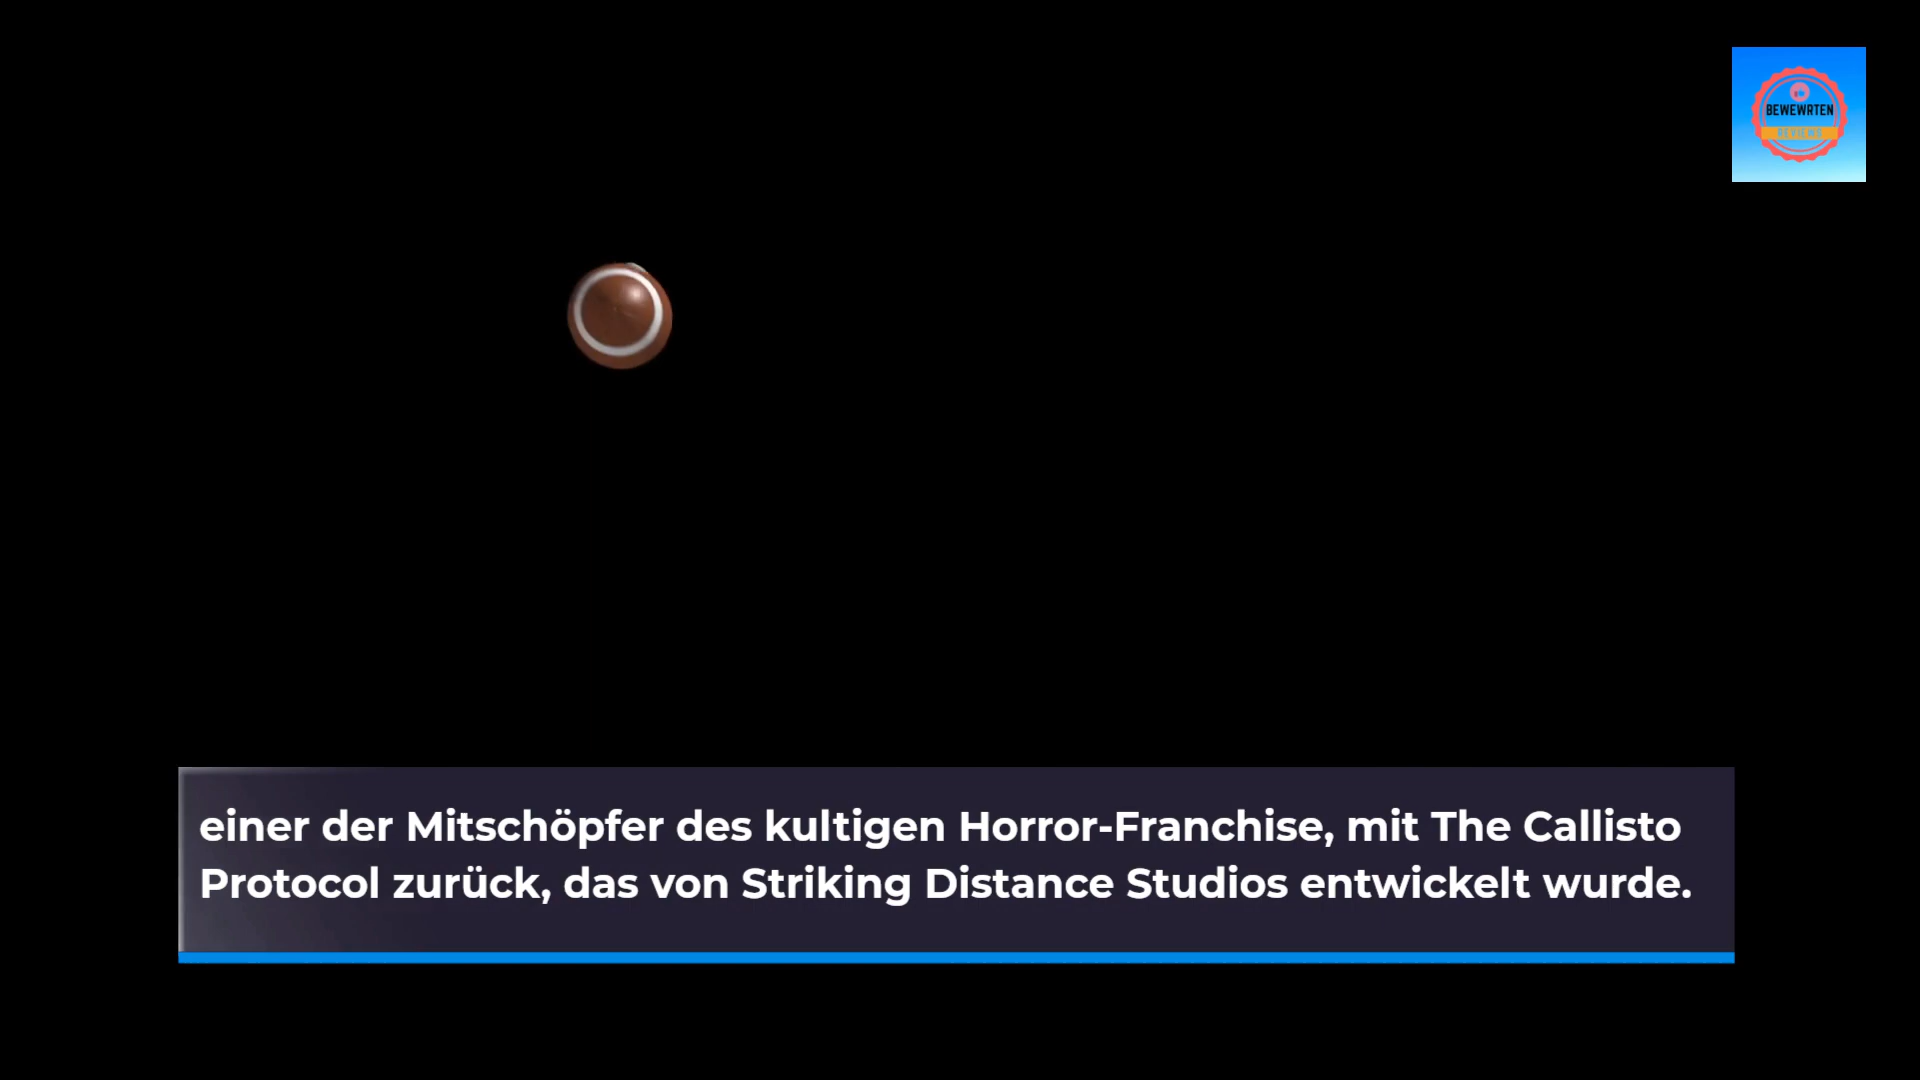 BEWEWRTEN
REVIEWS
einer der Mitschöpfer des kultigen Horror-Franchise, mit The Callisto
Protocol zurück, das von Striking Distance Studios entwickelt wurde.